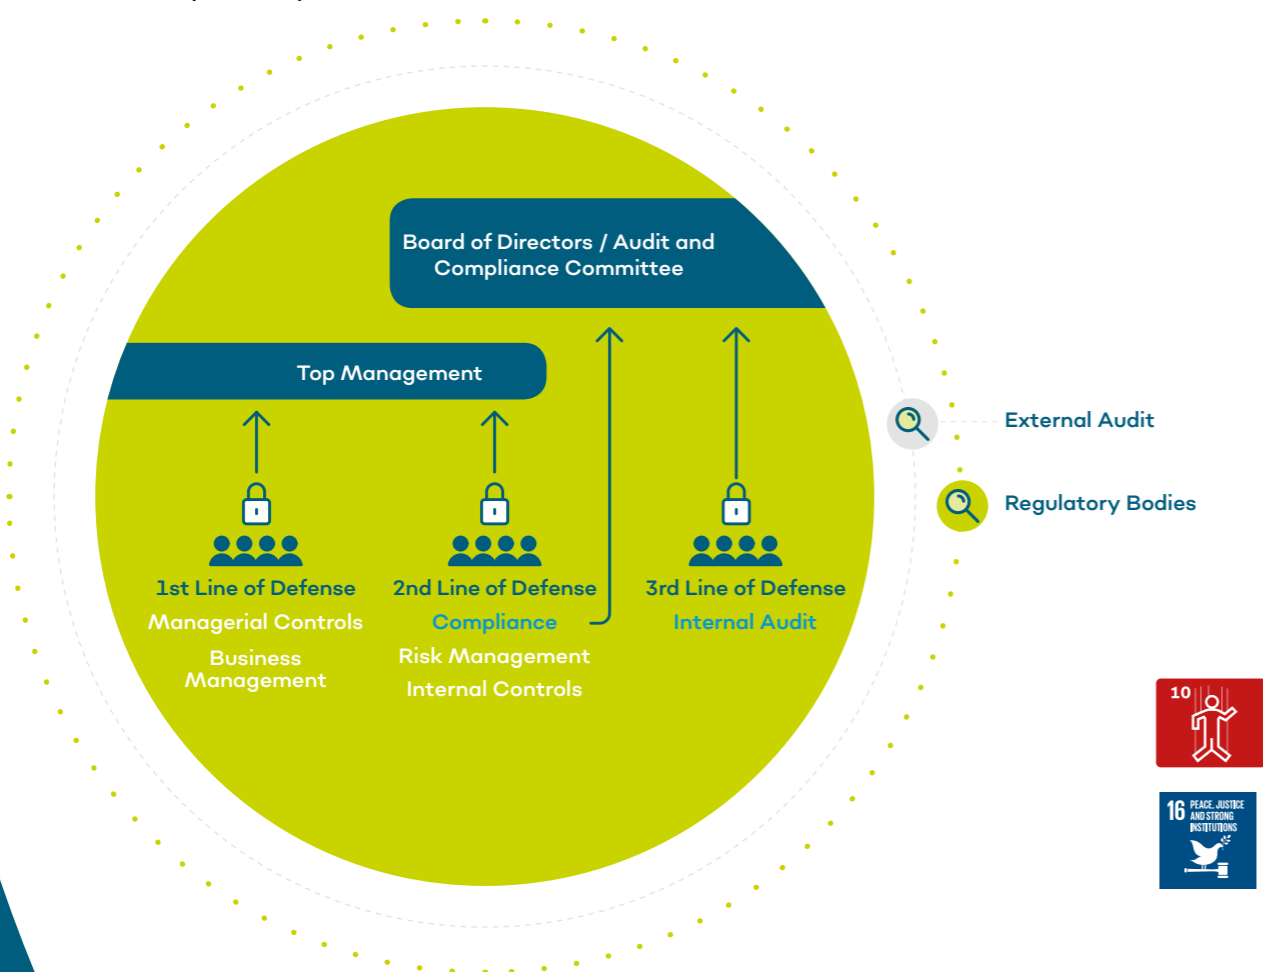 Board of Directors / Audit and
Compliance Committee
Top Management
External Audit
Regulatory Bodies
1st Line of Defense
Managerial Controls
Business
Management
2nd Line of Defense
Compliance
Risk Management
Internal Controls
3rd Line of Defense
Internal Audit
10
16 PEACE, JUSTICE
AND STRONG
INSTITUTIONS